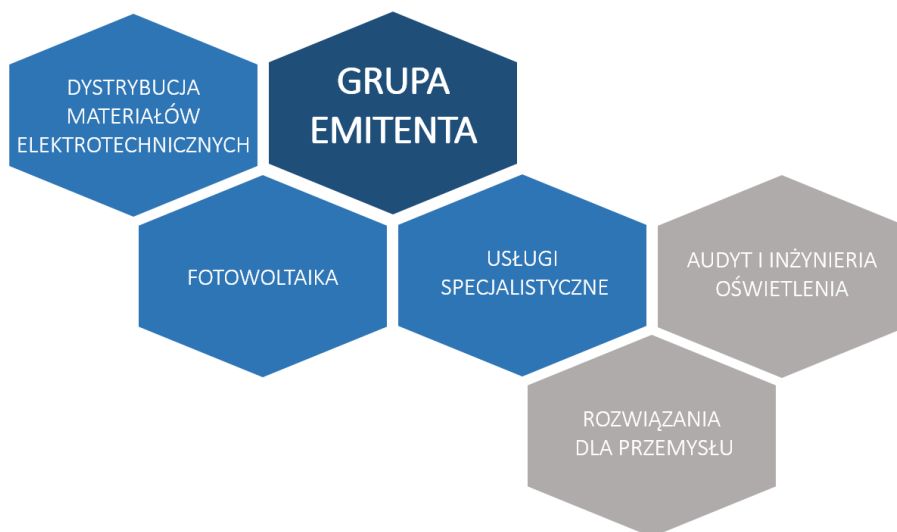 DYSTRYBUCJA
MATERIAŁÓW
ELEKTROTECHNICZNYCH
GRUPA
EMITENTA
FOTOWOLTAIKA
USŁUGI
SPECJALISTYCZNE
AUDYT I INŻYNIERIA
OŚWIETLENIA
ROZWIĄZANIA
DLA PRZEMYSŁU